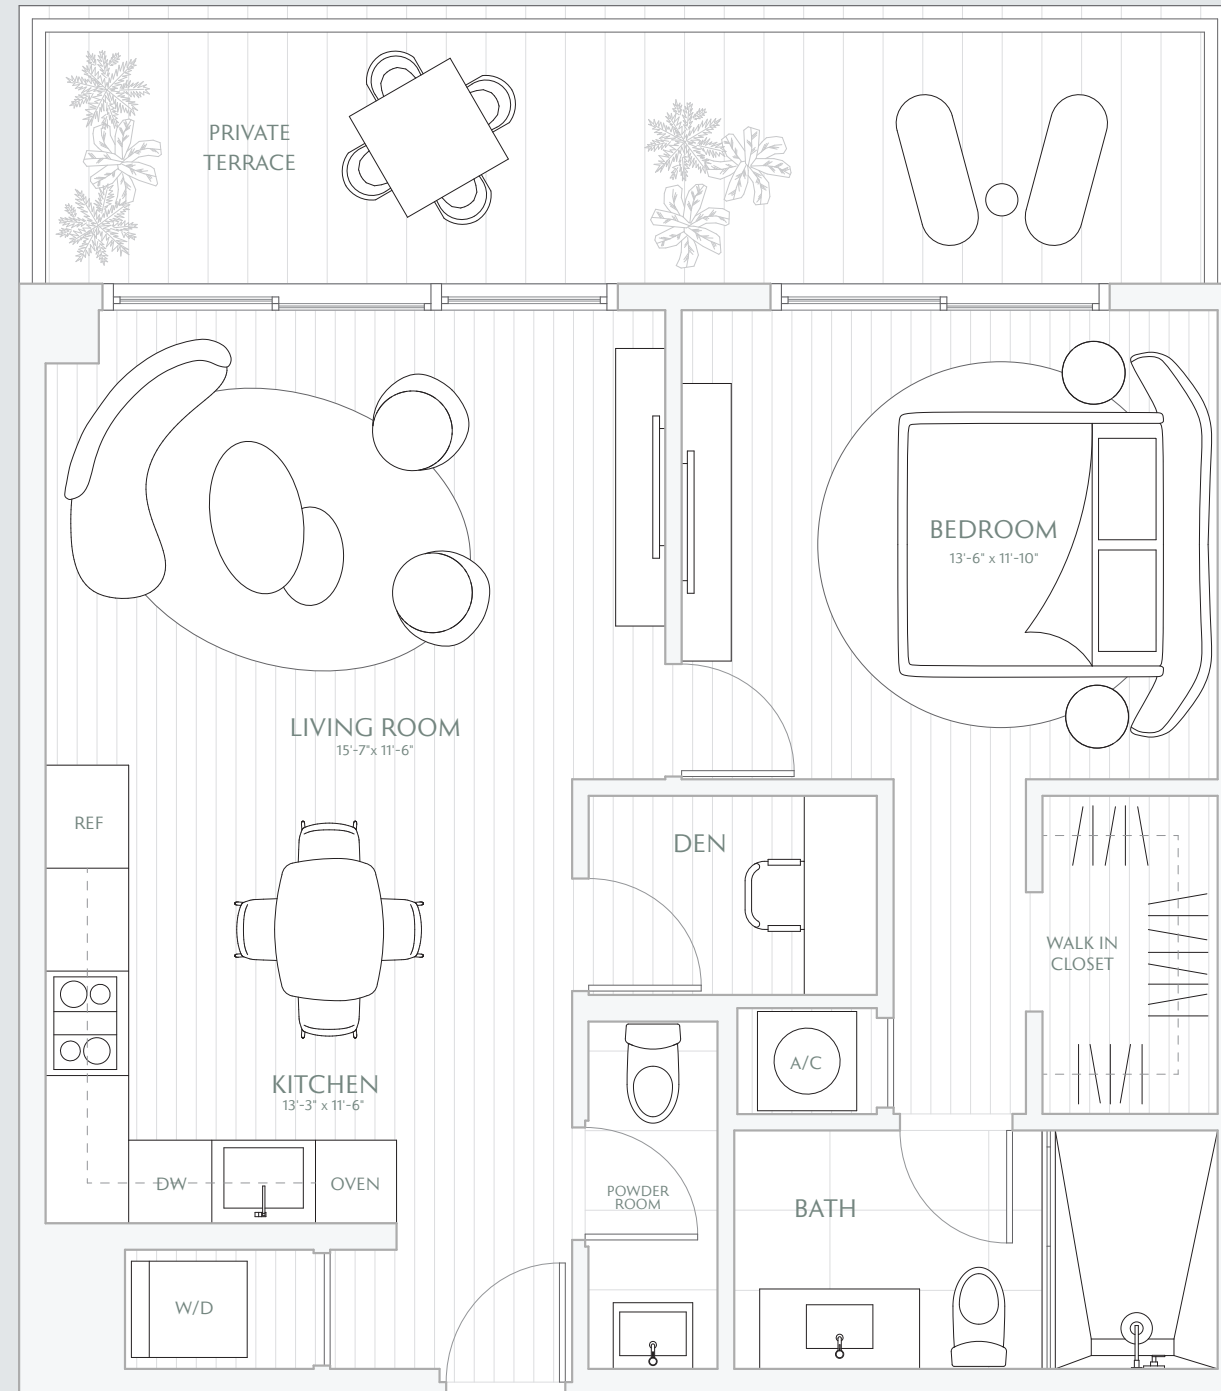 PRIVATE
TERRACE
BEDROOM
13'-6" x 11'-10"
LIVING ROOM
15'-7"x 11'-6"
REF
DEN
WALK IN
CLOSET
A/C
KITCHEN
13'-3" x 11'-6"
DW
OVEN
POWDER
ROOM
BATH
W/D